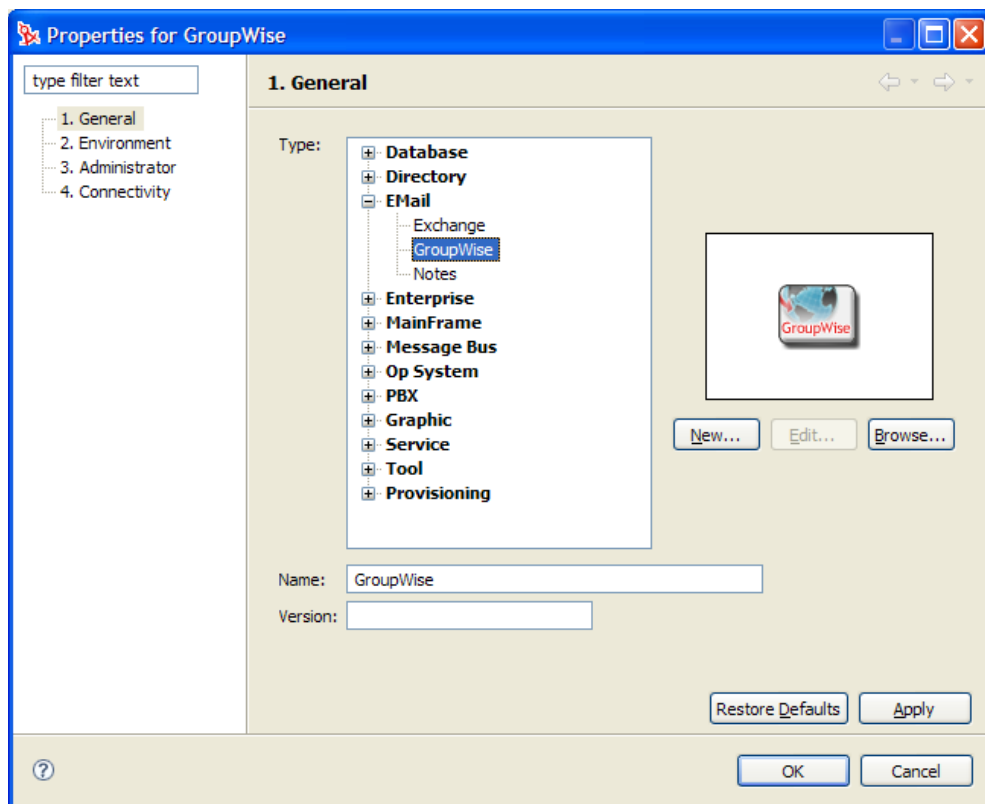 Properties for GroupWise
type filter text
1. General
2. Environment
3. Administrator
4. Connectivity
1. General
Type:
Database
Directory
EMail
Exchange
GroupWise
Notes
Enterprise
MainFrame
Message Bus
Op System
PBX
Graphic
Service
Tool
Provisioning
GroupWise
New...
Edit...
Browse...
Name:
GroupWise
Version:
Restore Defaults
Apply
?
OK
Cancel